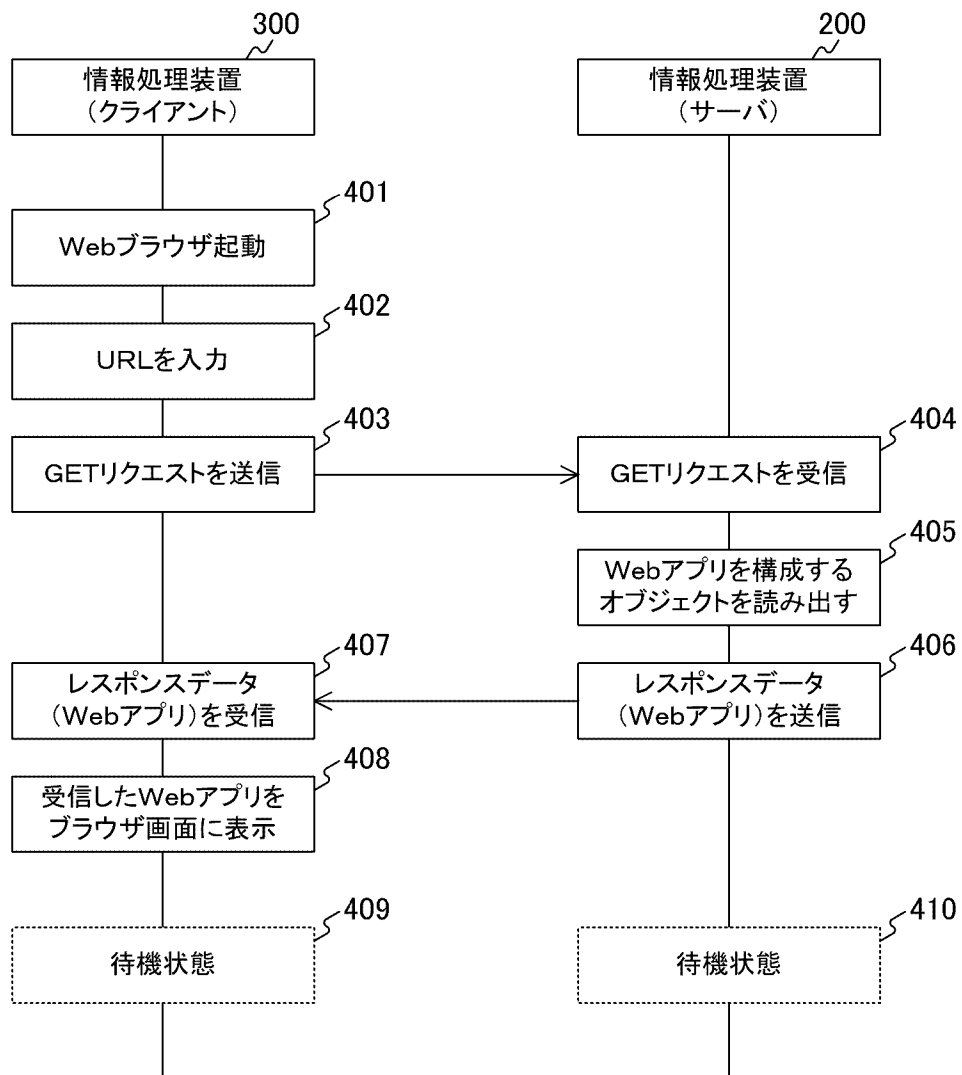 300
情報処理装置
（クライアント）
200
情報処理装置
（サーバ）
401
Webブラウザ起動
402
URLを入力
403
GETリクエストを送信
404
GETリクエストを受信
405
Webアプリを構成する
オブジェクトを読み出す
407
レスポンスデータ
（Webアプリ）を受信
406
レスポンスデータ
（Webアプリ）を送信
408
受信したWebアプリを
ブラウザ画面に表示
409
待機状態
410
待機状態